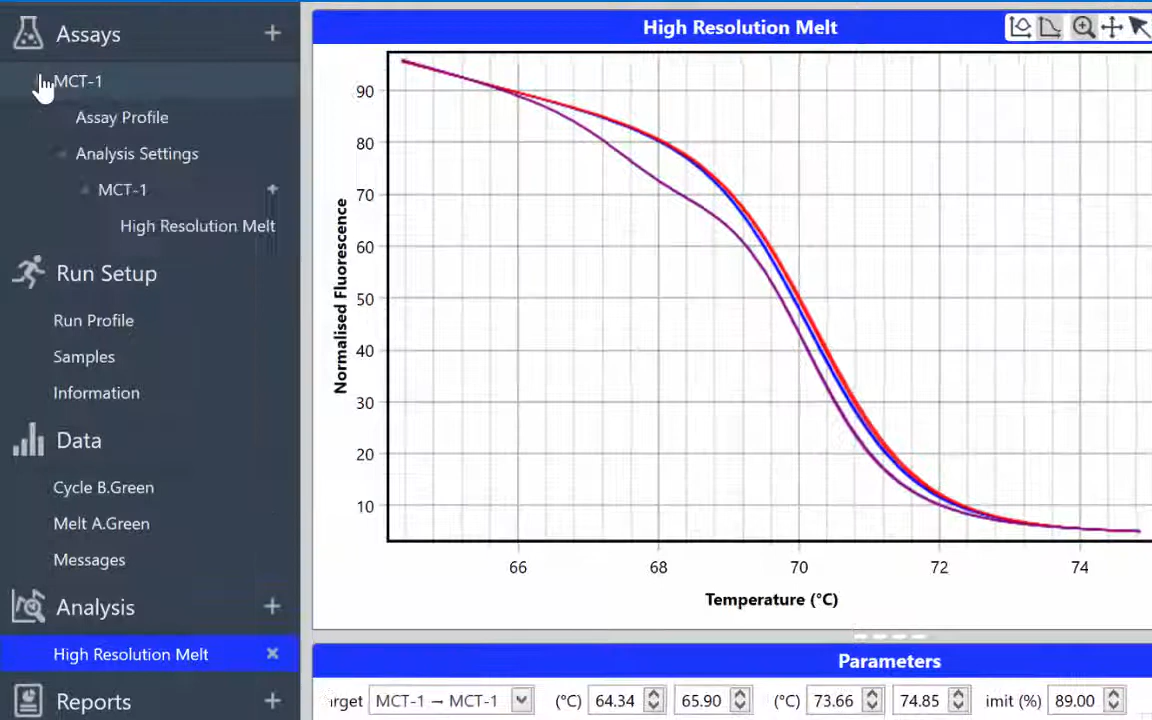 Assays
MCT-1
Assay Profile
Analysis Settings
MCT-1
High Resolution Melt
Run Setup
Run Profile
Samples
Information
Data
Cycle B.Green
Melt A.Green
Messages
Analysis
High Resolution Melt
Reports
High Resolution Melt
Normalised Fluorescence
90
80
70
60
50
40
30
20
10
66 68 70 72 74
Temperature (°C)
Parameters
arget MCT-1 → MCT-1 (°C) 64.34 65.90 (°C) 73.66 74.85 imit (%) 89.00